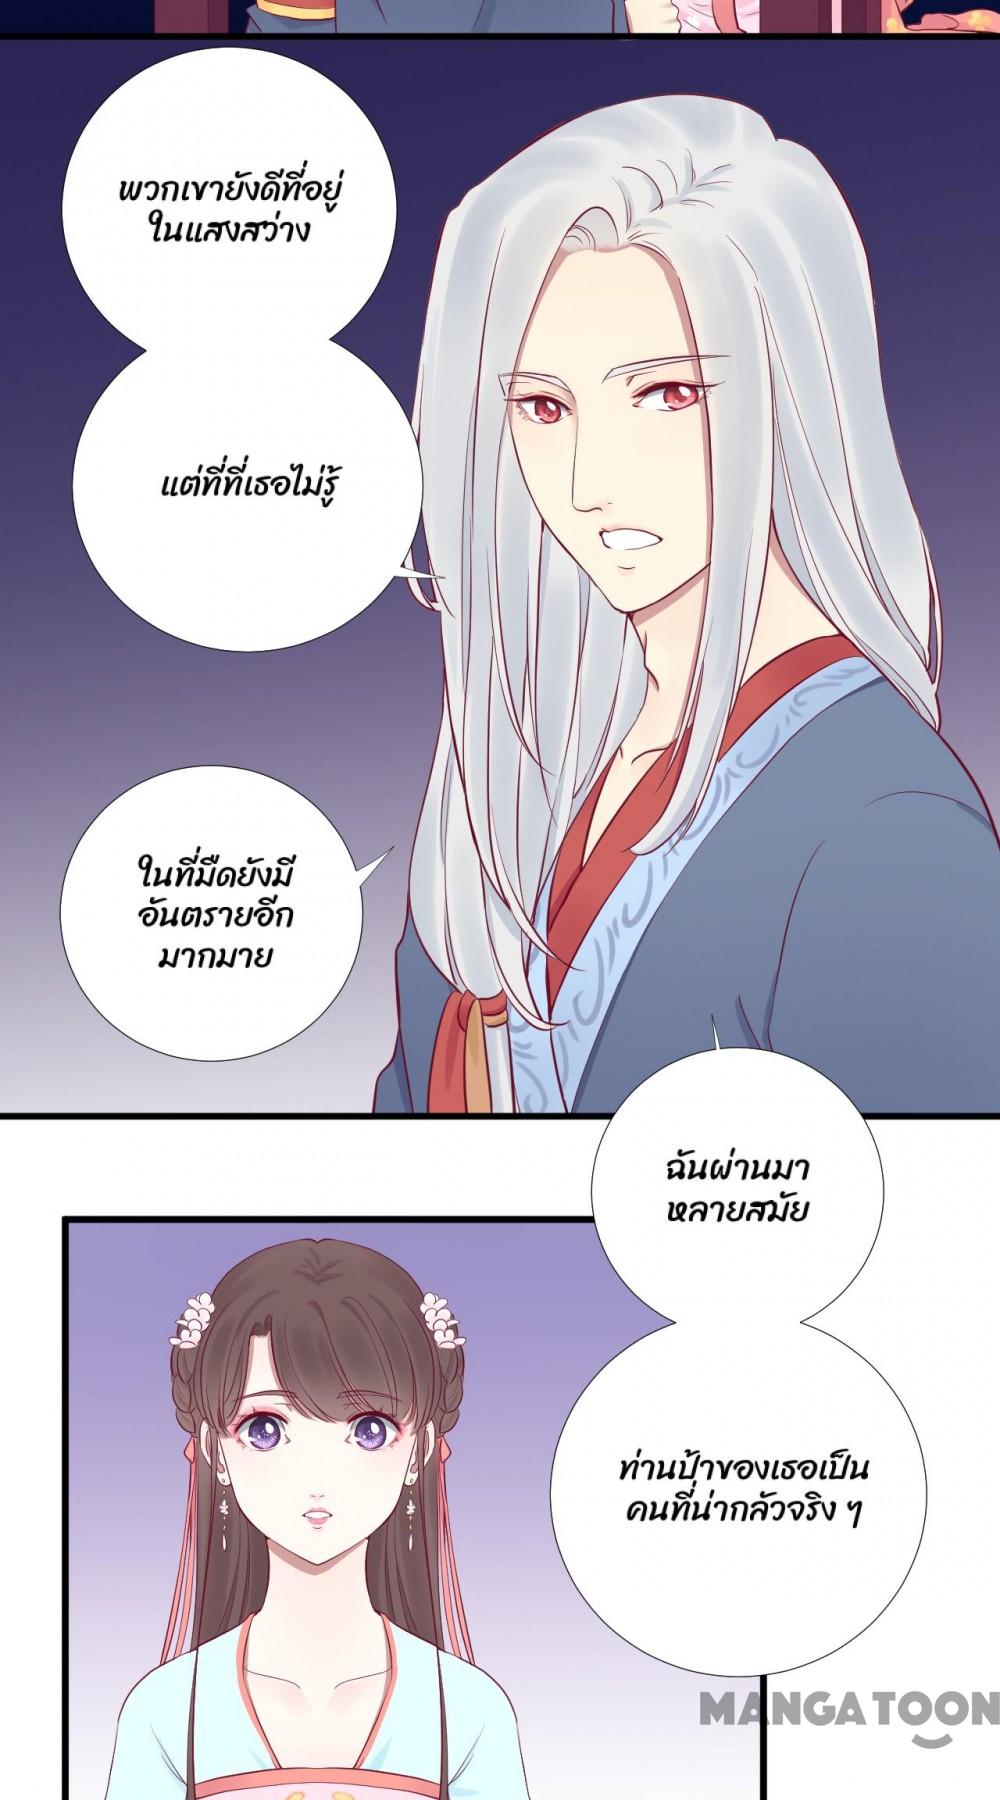 พวกเขายังดีที่อยู่
ในแสงสว่าง
แต่ที่ที่เธอไม่รู้
ในที่มืดยังมี
อันตรายอีก
มากมาย
ฉันผ่านมา
หลายสมัย
ท่านป้าของเธอเป็น
คนที่น่ากลัวจริง ๆ
MANGATOON